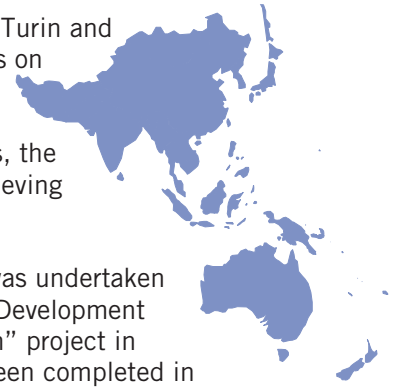 Turin and
s on
s, the
eving
was undertaken
Development
n” project in
een completed in